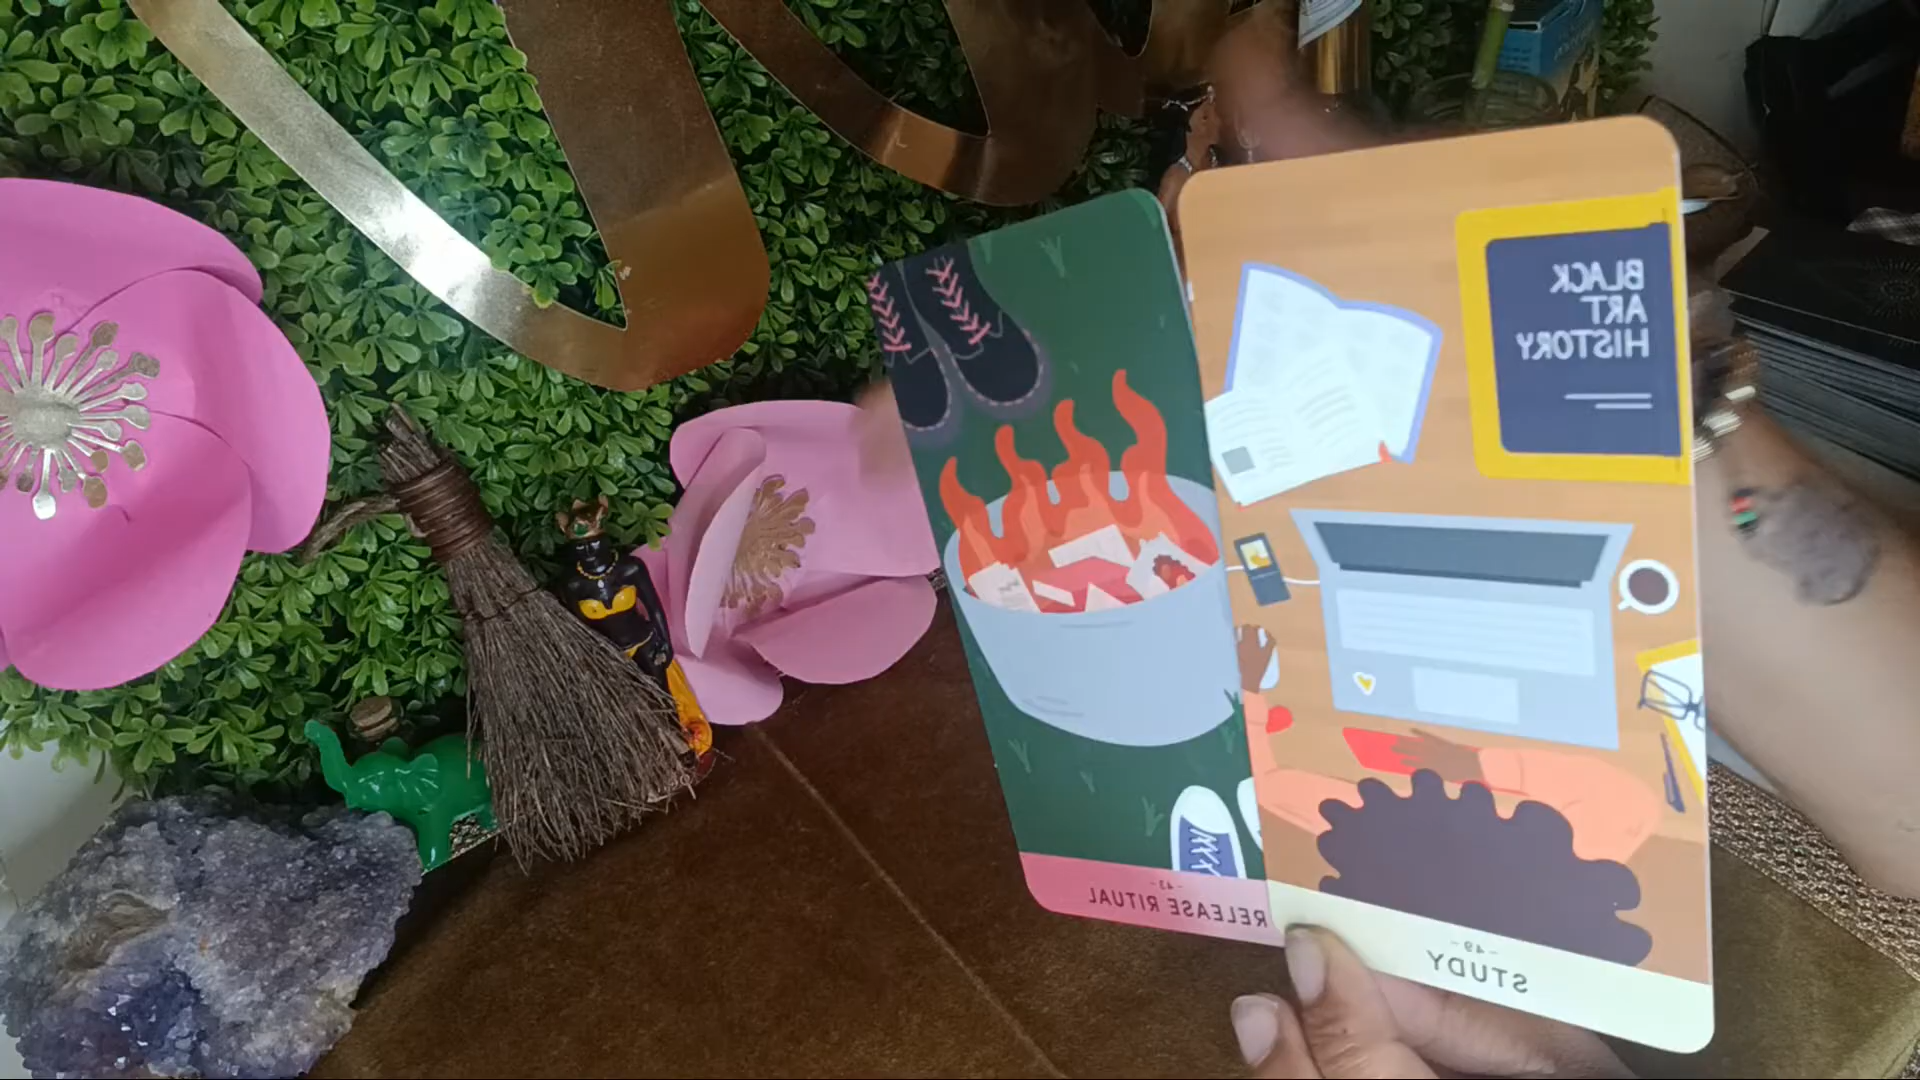 BLACK
ART
HISTORY
- 43 -
RELEASE RITUAL
- 49 -
STUDY